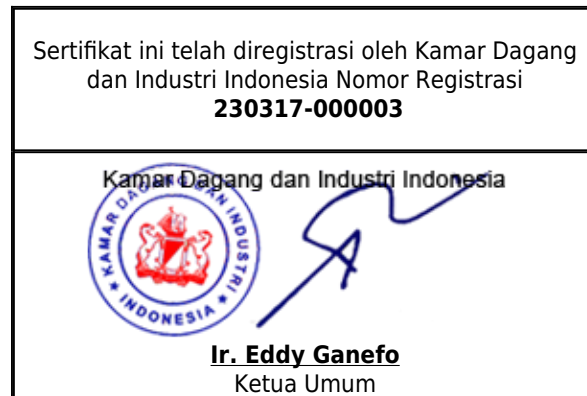 Sertifikat ini telah diregistrasi oleh Kamar Dagang
dan Industri Indonesia Nomor Registrasi
230317-000003
Kamar Dagang dan Industri Indonesia
KAMAR DAGANG DAN INDUSTRI
* INDONESIA *
Ir. Eddy Ganefo
Ketua Umum